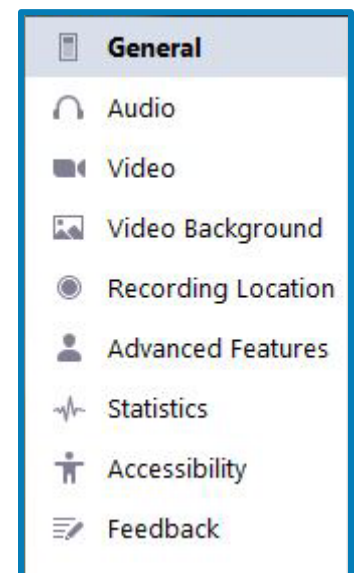 General
Audio
Video
Video Background
Recording Location
Advanced Features
Statistics
Accessibility
Feedback